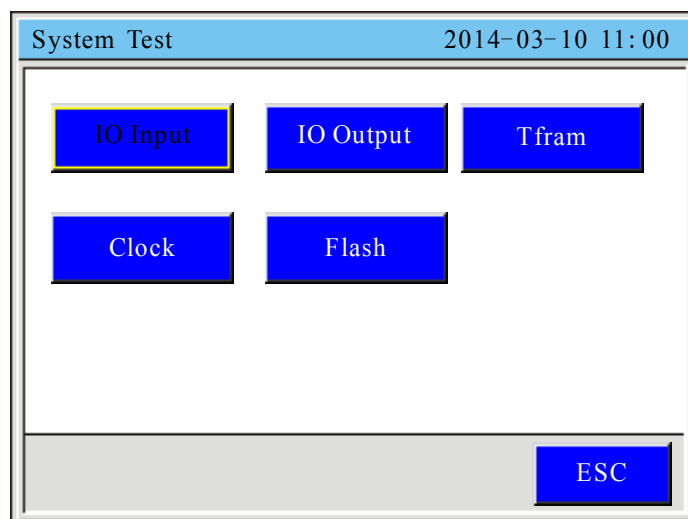 System Test 2014-03-10 11:00
IO Input IO Output Tfram
Clock Flash
ESC